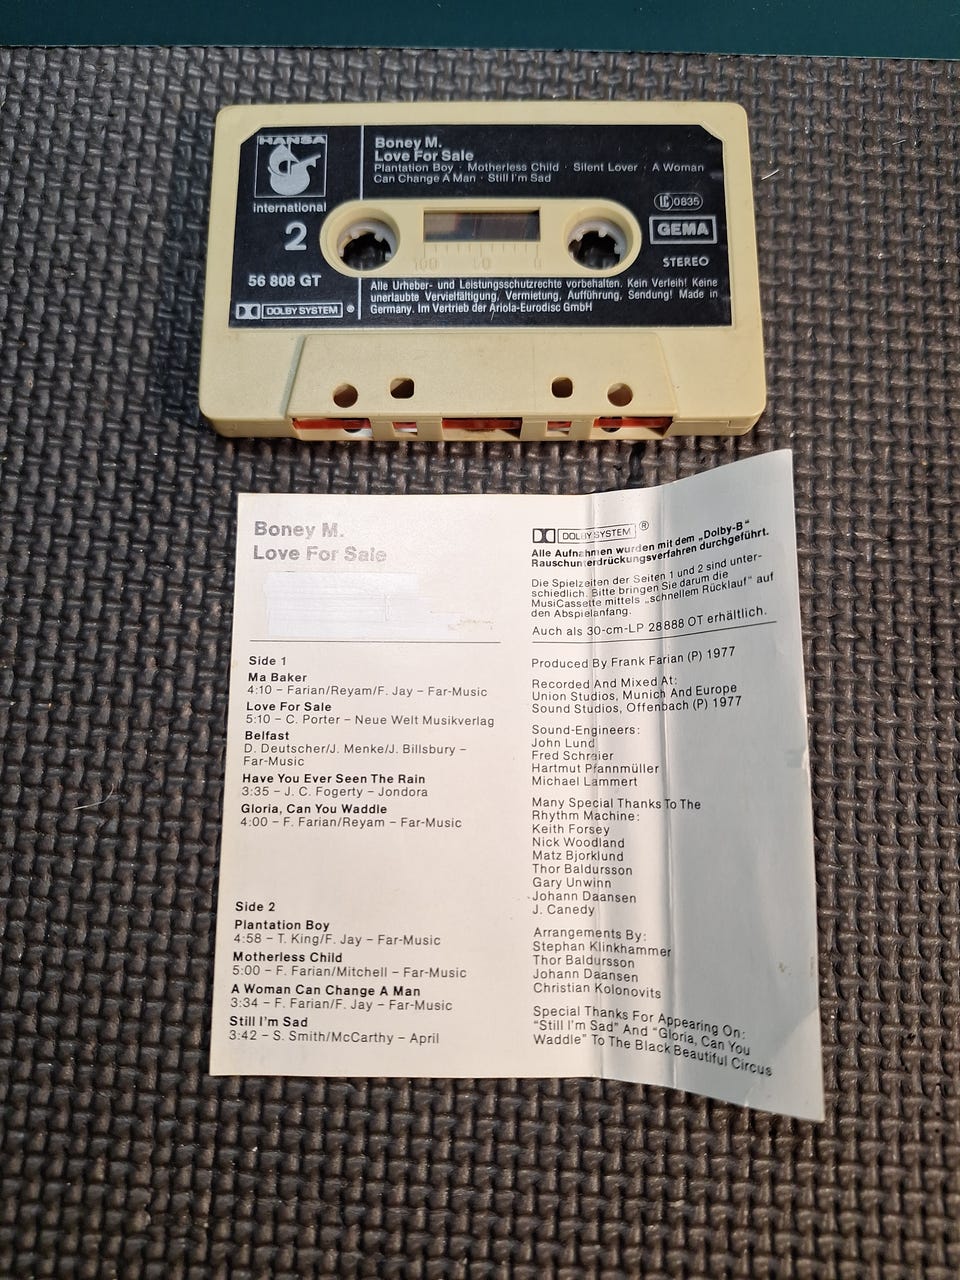 HANSA
international
2
56 808 GT
DOLBY SYSTEM ®
Boney M.
Love For Sale
Plantation Boy · Motherless Child · Silent Lover · A Woman
Can Change A Man · Still I'm Sad
LC 0835
GEMA
STEREO
100 50 0
Alle Urheber- und Leistungsschutzrechte vorbehalten. Kein Verleih! Keine
unerlaubte Vervielfältigung, Vermietung, Aufführung, Sendung! Made in
Germany. Im Vertrieb der Ariola-Eurodisc GmbH
Boney M.
Love For Sale
Side 1
Ma Baker
4:10 – Farian/Reyam/F. Jay – Far-Music
Love For Sale
5:10 – C. Porter – Neue Welt Musikverlag
Belfast
D. Deutscher/J. Menke/J. Billsbury –
Far-Music
Have You Ever Seen The Rain
3:35 – J. C. Fogerty – Jondora
Gloria, Can You Waddle
4:00 – F. Farian/Reyam – Far-Music
Side 2
Plantation Boy
4:58 – T. King/F. Jay – Far-Music
Motherless Child
5:00 – F. Farian/Mitchell – Far-Music
A Woman Can Change A Man
3:34 – F. Farian/F. Jay – Far-Music
Still I'm Sad
3:42 – S. Smith/McCarthy – April
DOLBY SYSTEM ®
Alle Aufnahmen wurden mit dem „Dolby-B“
Rauschunterdrückungsverfahren durchgeführt.
Die Spielzeiten der Seiten 1 und 2 sind unter-
schiedlich. Bitte bringen Sie darum die
MusiCassette mittels „schnellem Rücklauf“ auf
den Abspielanfang.
Auch als 30-cm-LP 28 888 OT erhältlich.
Produced By Frank Farian (P) 1977
Recorded And Mixed At:
Union Studios, Munich And Europe
Sound Studios, Offenbach (P) 1977
Sound-Engineers:
John Lund
Fred Schreier
Hartmut Pfannmüller
Michael Lammert
Many Special Thanks To The
Rhythm Machine:
Keith Forsey
Nick Woodland
Matz Bjorklund
Thor Baldursson
Gary Unwinn
Johann Daansen
J. Canedy
Arrangements By:
Stephan Klinkhammer
Thor Baldursson
Johann Daansen
Christian Kolonovits
Special Thanks For Appearing On:
"Still I'm Sad" And "Gloria, Can You
Waddle" To The Black Beautiful Circus